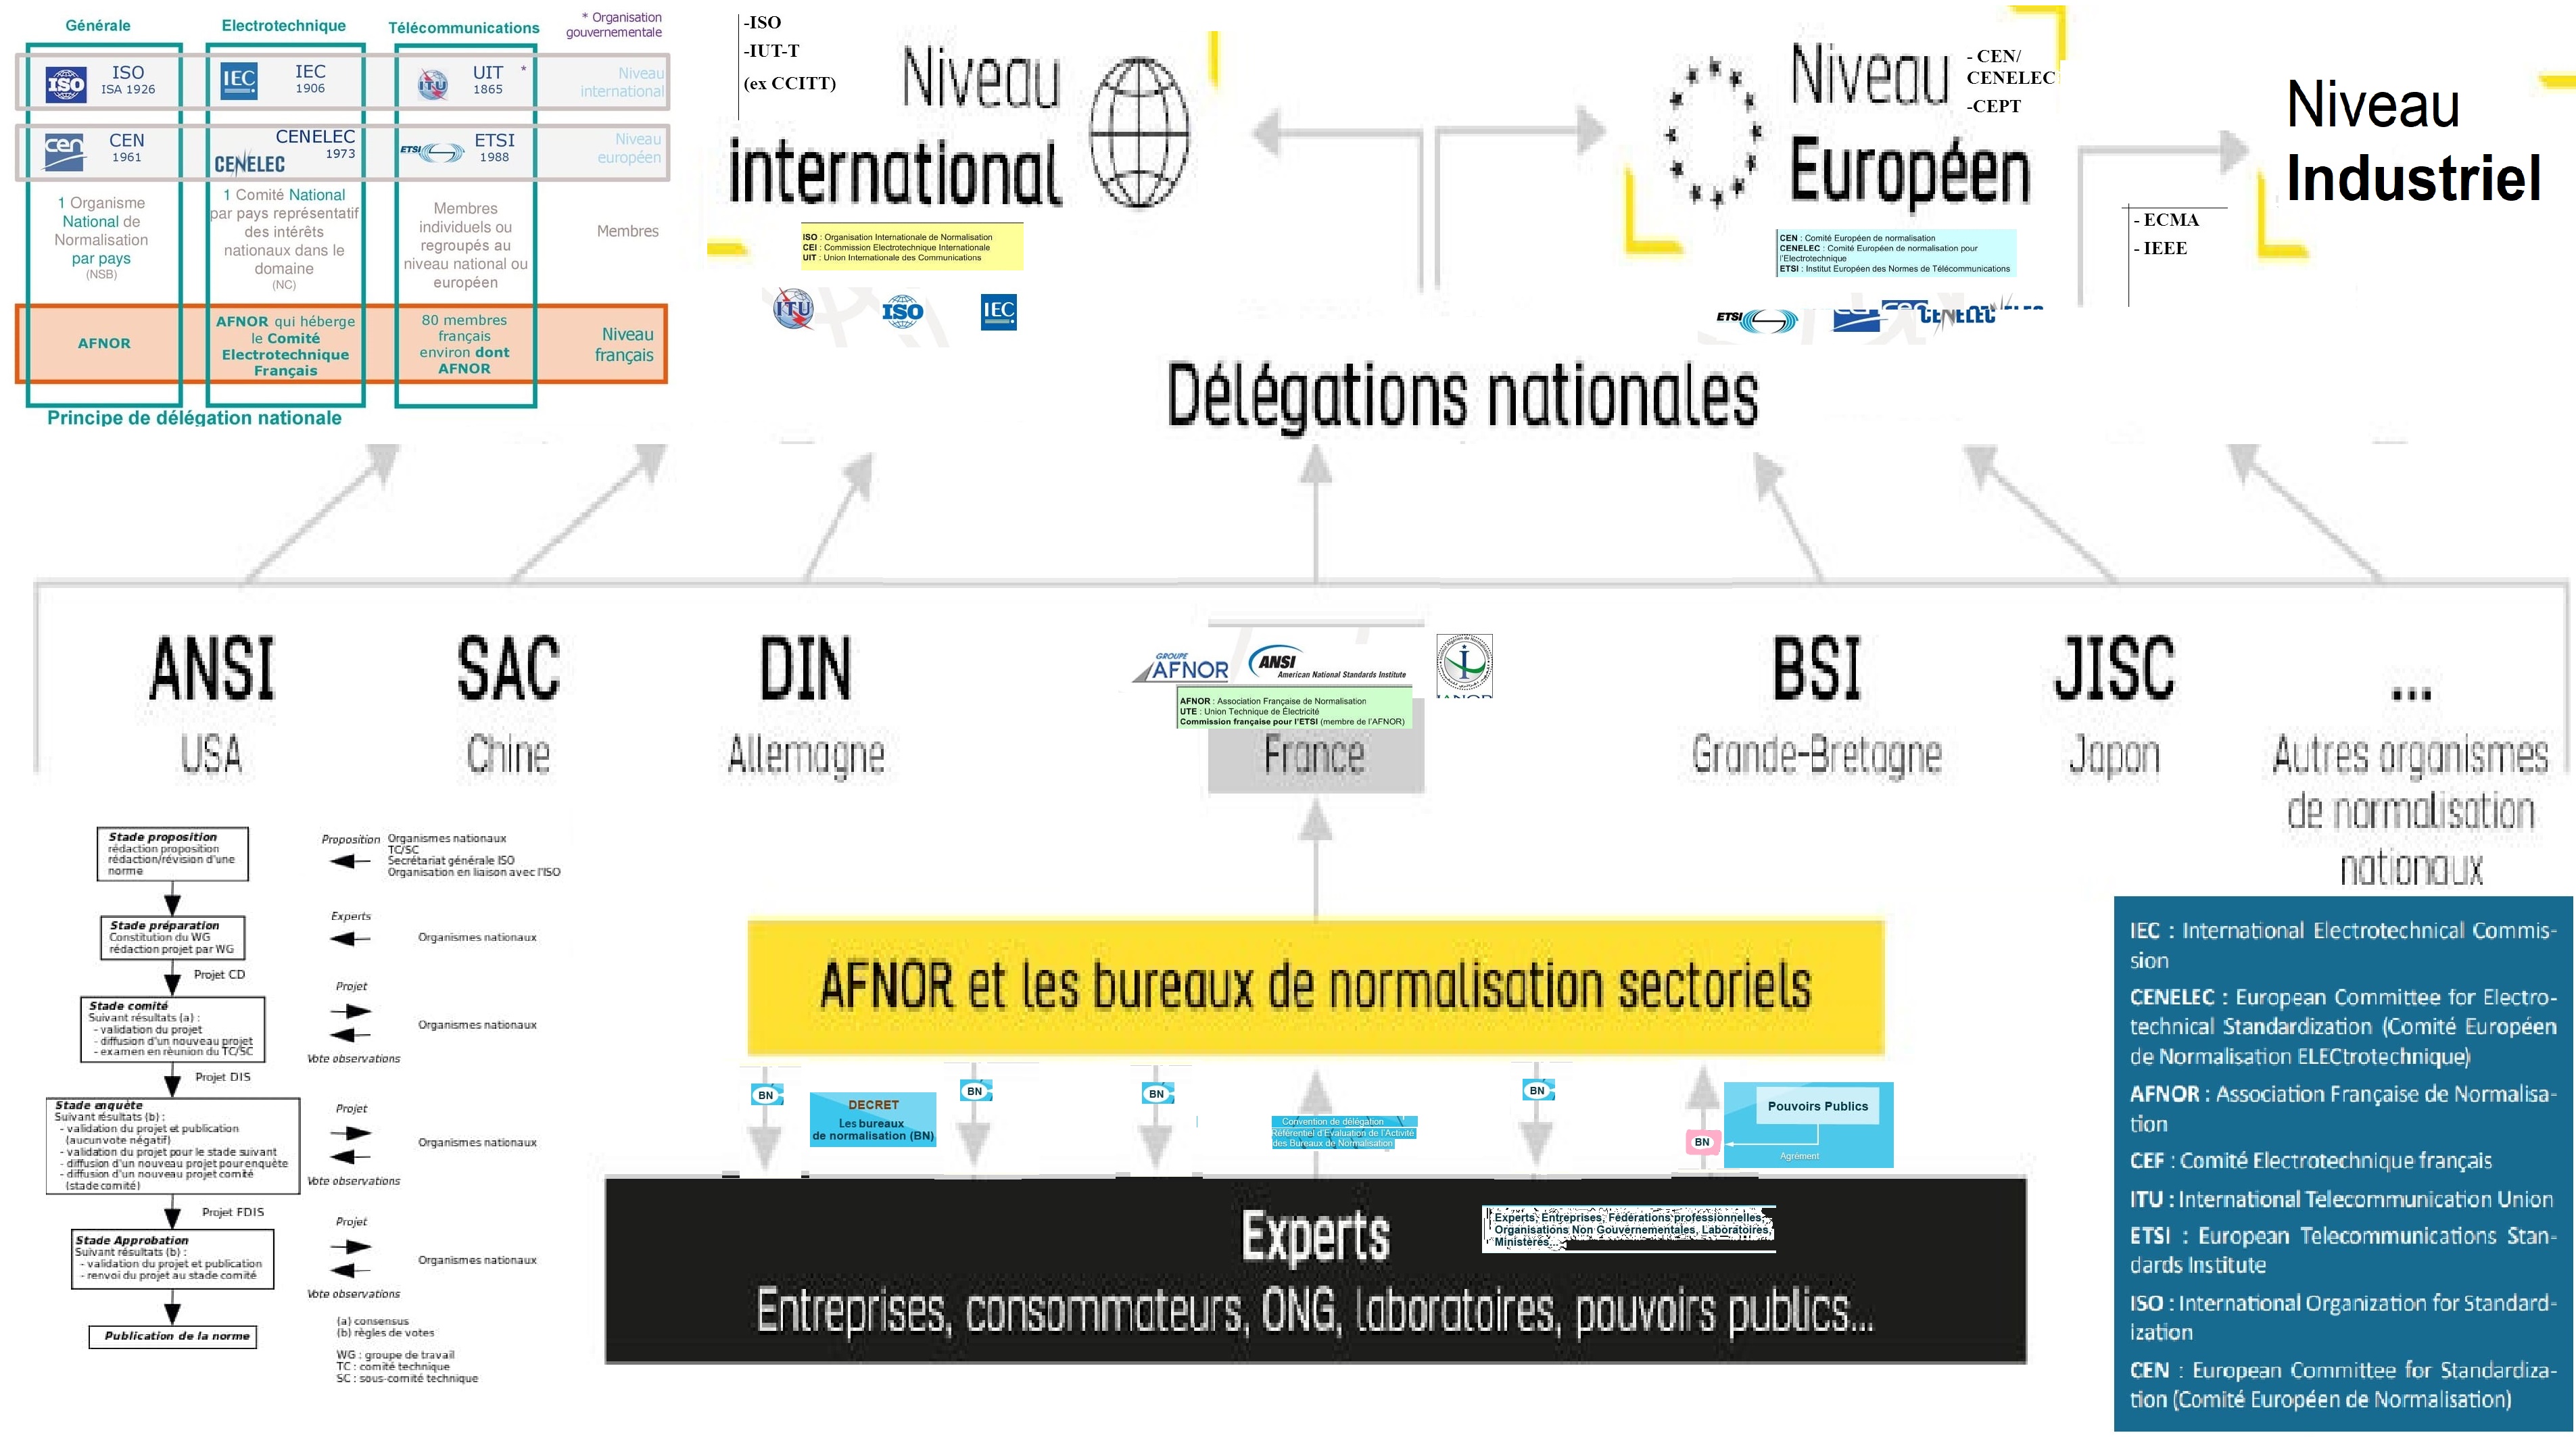 Générale
Electrotechnique
Télécommunications
* Organisation
gouvernementale
ISO
ISO
ISA 1926
IEC
IEC
1906
ITU
UIT *
1865
Niveau
international
cen
CEN
1961
CENELEC
1973
CENELEC
ETSI
ETSI
1988
Niveau
européen
1 Organisme
National de
Normalisation
par pays
(NSB)
1 Comité National
par pays représentatif
des intérêts
nationaux dans le
domaine
(NC)
Membres
individuels ou
regroupés au
niveau national ou
européen
Membres
AFNOR
AFNOR qui héberge
le Comité
Electrotechnique
Français
80 membres
français
environ dont
AFNOR
Niveau
français
Principe de délégation nationale
-ISO
-IUT-T
(ex CCITT)
Niveau
international
ISO : Organisation Internationale de Normalisation
CEI : Commission Electrotechnique Internationale
UIT : Union Internationale des Communications
ITU
ISO
IEC
Niveau
Européen
- CEN/
CENELEC
-CEPT
CEN : Comité Européen de normalisation
CENELEC : Comité Européen de normalisation pour
l'Electrotechnique
ETSI : Institut Européen des Normes de Télécommunications
ETSI
cen
CENELEC
Niveau
Industriel
- ECMA
- IEEE
Délégations nationales
ANSI
USA
SAC
Chine
DIN
Allemagne
GROUPE
AFNOR
ANSI
American National Standards Institute
IANOR
AFNOR : Association Française de Normalisation
UTE : Union Technique de Électricité
Commission française pour l'ETSI (membre de l'AFNOR)
France
BSI
Grande-Bretagne
JISC
Japon
...
Autres organismes
de normalisation
nationaux
Stade proposition
rédaction proposition
rédaction/révision d'une
norme
Proposition
Organismes nationaux
TC/SC
Secrétariat générale ISO
Organisation en liaison avec l'ISO
Stade préparation
Constitution du WG
rédaction projet par WG
Experts
Organismes nationaux
Projet CD
Stade comité
Suivant résultats (a) :
- validation du projet
- diffusion d'un nouveau projet
- examen en réunion du TC/SC
Projet
Organismes nationaux
Vote observations
Projet DIS
Stade enquête
Suivant résultats (b) :
- validation du projet et publication
(aucun vote négatif)
- validation du projet pour le stade suivant
- diffusion d'un nouveau projet pour enquête
- diffusion d'un nouveau projet comité
(stade comité)
Projet
Organismes nationaux
Vote observations
Projet FDIS
Stade Approbation
Suivant résultats (b) :
- validation du projet et publication
- renvoi du projet au stade comité
Projet
Organismes nationaux
Vote observations
Publication de la norme
(a) consensus
(b) règles de votes
WG : groupe de travail
TC : comité technique
SC : sous-comité technique
AFNOR et les bureaux de normalisation sectoriels
BN
DECRET
Les bureaux
de normalisation (BN)
BN
BN
Convention de délégation
Référentiel d'Evaluation de l'Activité
des Bureaux de Normalisation
BN
BN
Pouvoirs Publics
Agrément
Experts
Experts, Entreprises, Fédérations professionnelles,
Organisations Non Gouvernementales, Laboratoires,
Ministères...
Entreprises, consommateurs, ONG, laboratoires, pouvoirs publics...
IEC : International Electrotechnical Commis-
sion
CENELEC : European Committee for Electro-
technical Standardization (Comité Européen
de Normalisation ELECtrotechnique)
AFNOR : Association Française de Normalisa-
tion
CEF : Comité Electrotechnique français
ITU : International Telecommunication Union
ETSI : European Telecommunications Stan-
dards Institute
ISO : International Organization for Standard-
ization
CEN : European Committee for Standardiza-
tion (Comité Européen de Normalisation)